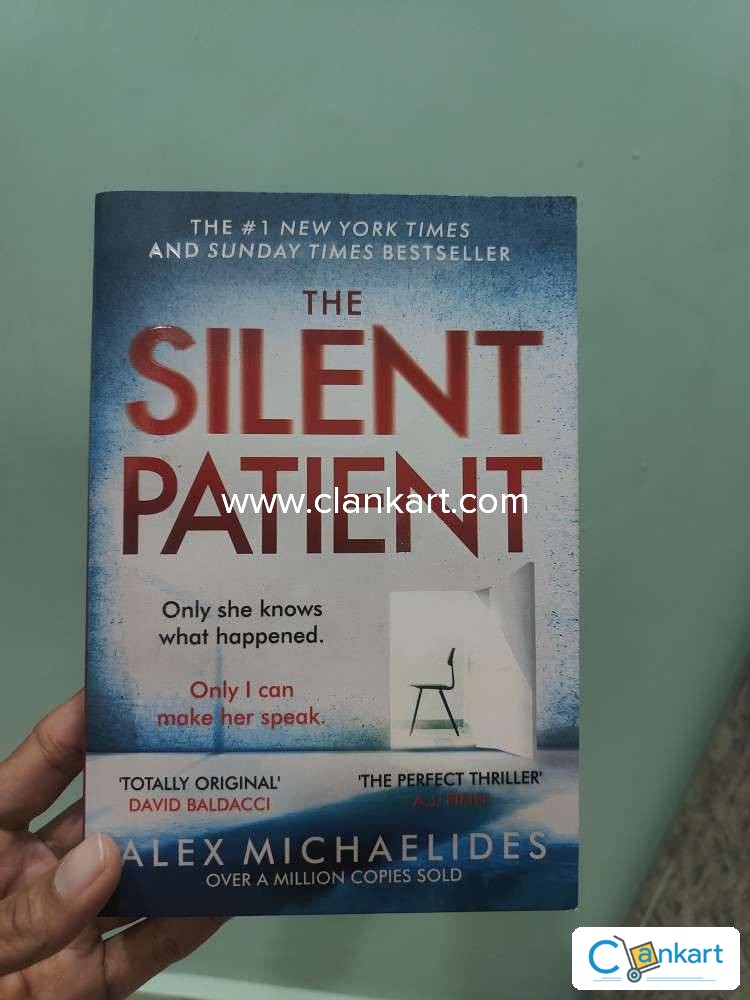 THE #1 NEW YORK TIMES
AND SUNDAY TIMES BESTSELLER
THE
SILENT
PATIENT
www.clankart.com
Only she knows
what happened.
Only I can
make her speak.
'TOTALLY ORIGINAL'
DAVID BALDACCI
'THE PERFECT THRILLER'
A.J. FINN
ALEX MICHAELIDES
OVER A MILLION COPIES SOLD
Clankart